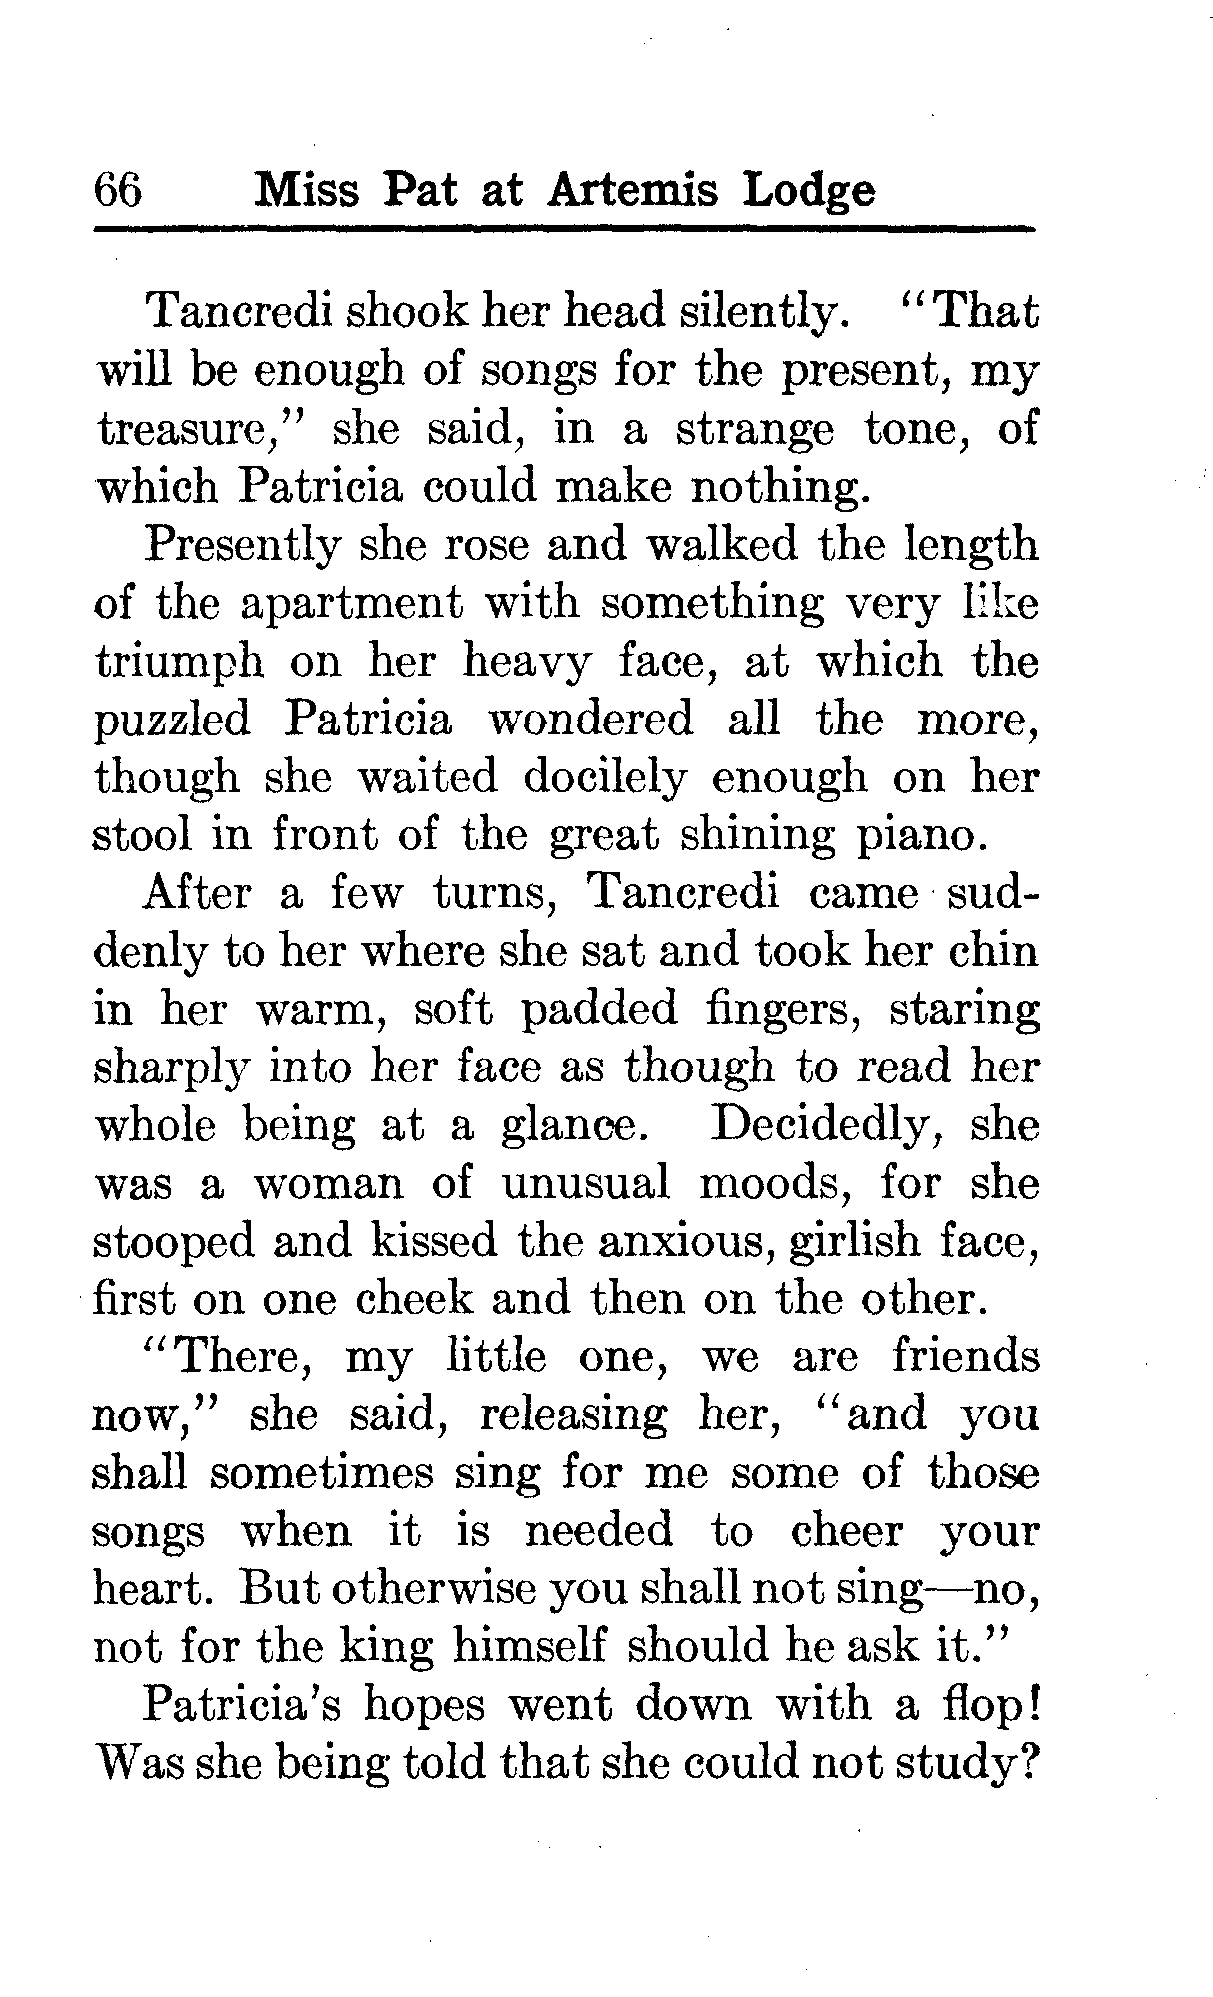 66 Miss Pat at Artemis Lodge
Tancredi shook her head silently. "That
will be enough of songs for the present, my
treasure," she said, in a strange tone, of
which Patricia could make nothing.
Presently she rose and walked the length
of the apartment with something very like
triumph on her heavy face, at which the
puzzled Patricia wondered all the more,
though she waited docilely enough on her
stool in front of the great shining piano.
After a few turns, Tancredi came sud-
denly to her where she sat and took her chin
in her warm, soft padded fingers, staring
sharply into her face as though to read her
whole being at a glance. Decidedly, she
was a woman of unusual moods, for she
stooped and kissed the anxious, girlish face,
first on one cheek and then on the other.
"There, my little one, we are friends
now," she said, releasing her, "and you
shall sometimes sing for me some of those
songs when it is needed to cheer your
heart. But otherwise you shall not sing—no,
not for the king himself should he ask it."
Patricia's hopes went down with a flop!
Was she being told that she could not study?